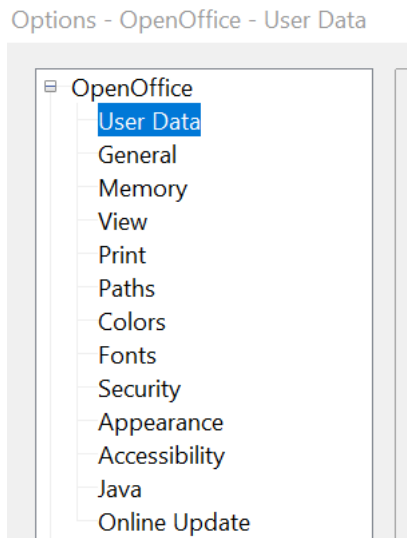 Options - OpenOffice - User Data
OpenOffice
User Data
General
Memory
View
Print
Paths
Colors
Fonts
Security
Appearance
Accessibility
Java
Online Update